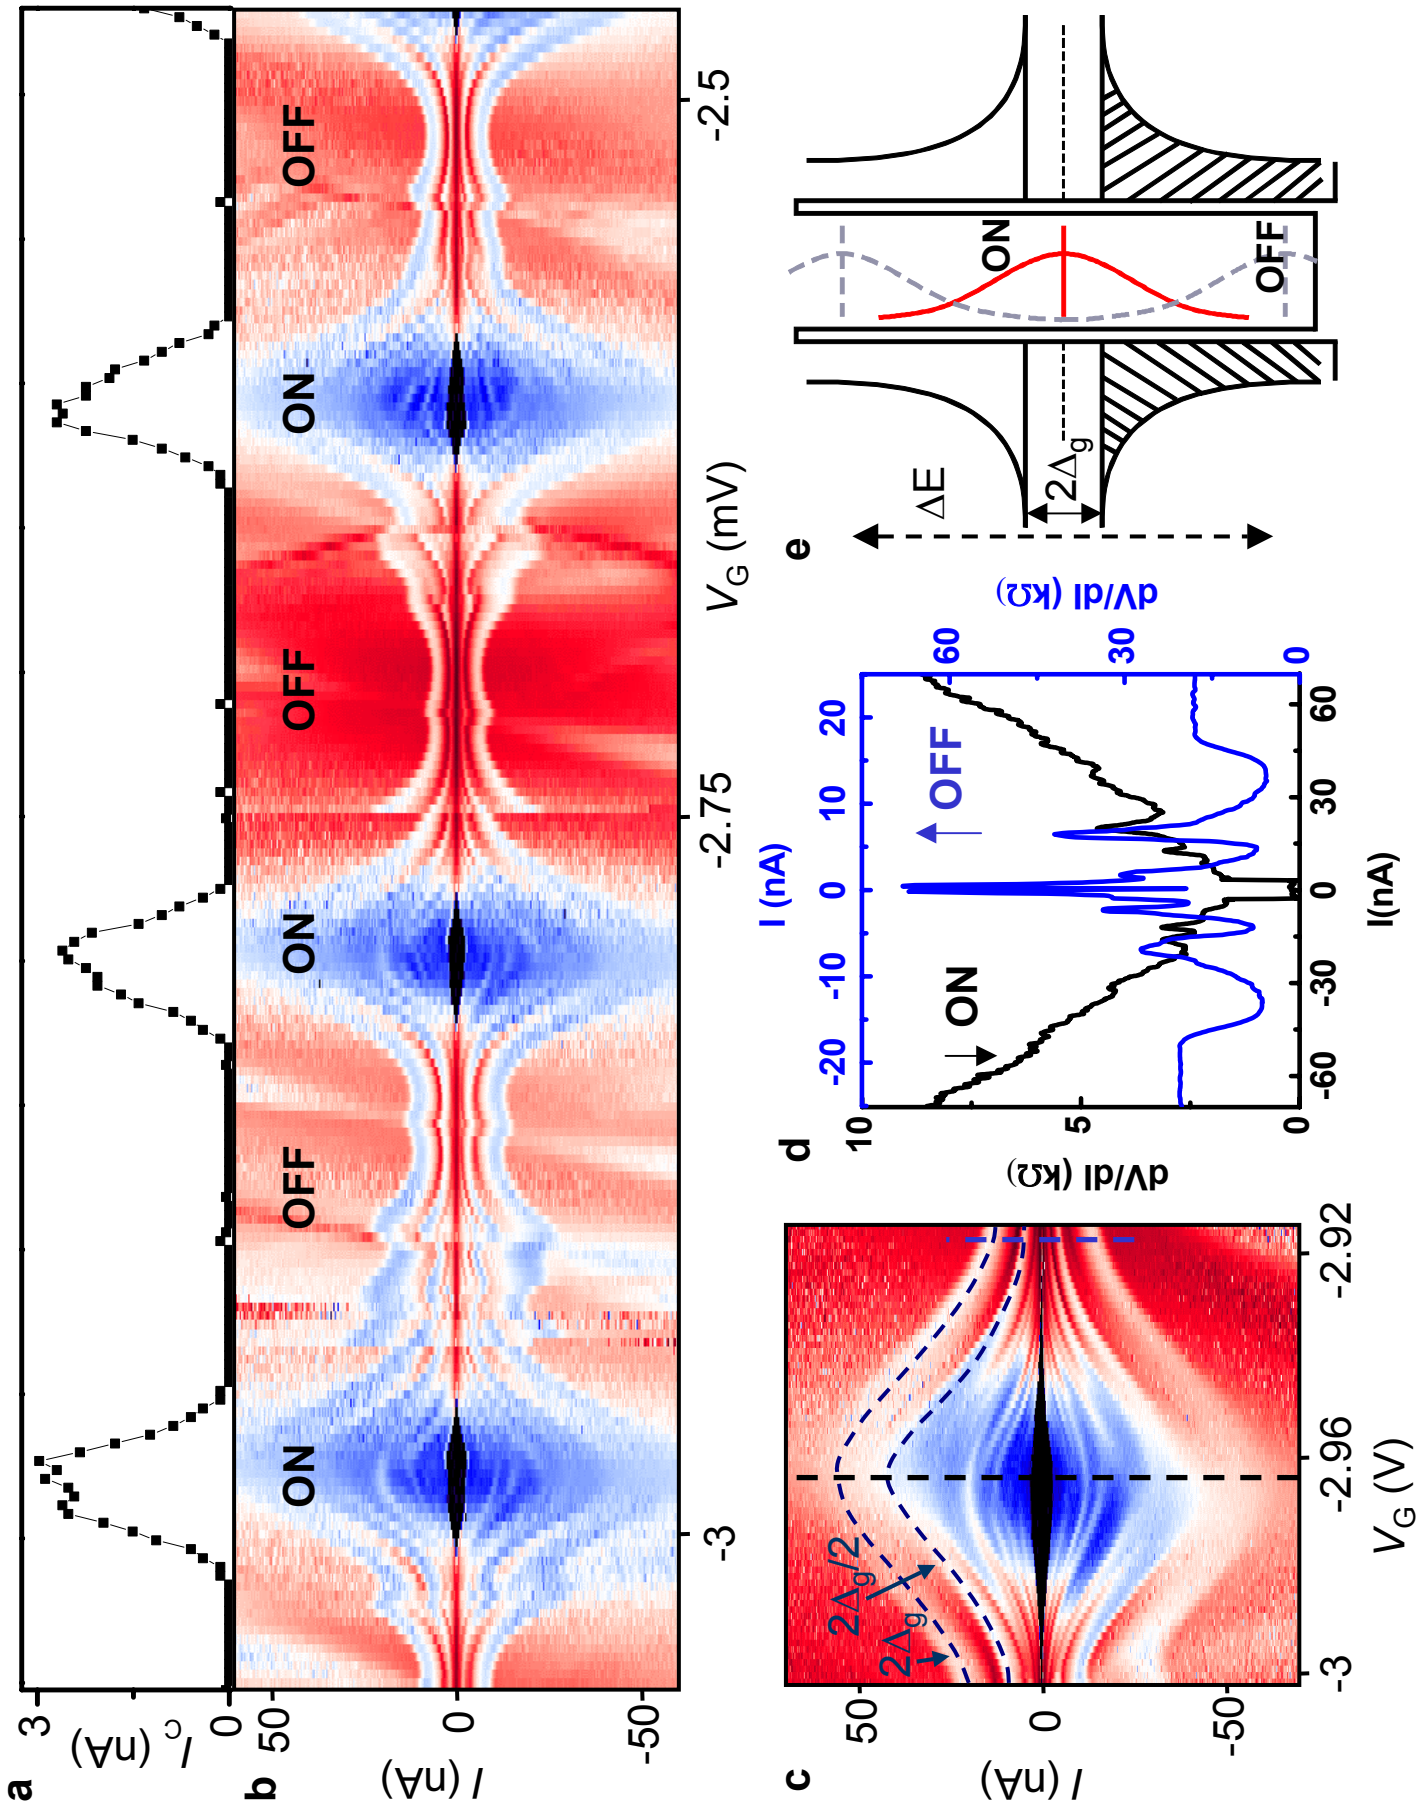 a
I_C (nA)
3
0
b
I (nA)
50
0
-50
ON
OFF
ON
OFF
ON
OFF
-3
-2.75
-2.5
V_G (mV)
c
I (nA)
50
0
-50
2Δ_g
2Δ_g/2
-3
-2.96
-2.92
V_G (V)
d
I (nA)
-20
-10
0
10
20
dV/dI (kΩ)
10
5
0
ON
OFF
60
30
0
dV/dI (kΩ)
-60
-30
0
30
60
I(nA)
e
ΔE
2Δ_g
ON
OFF